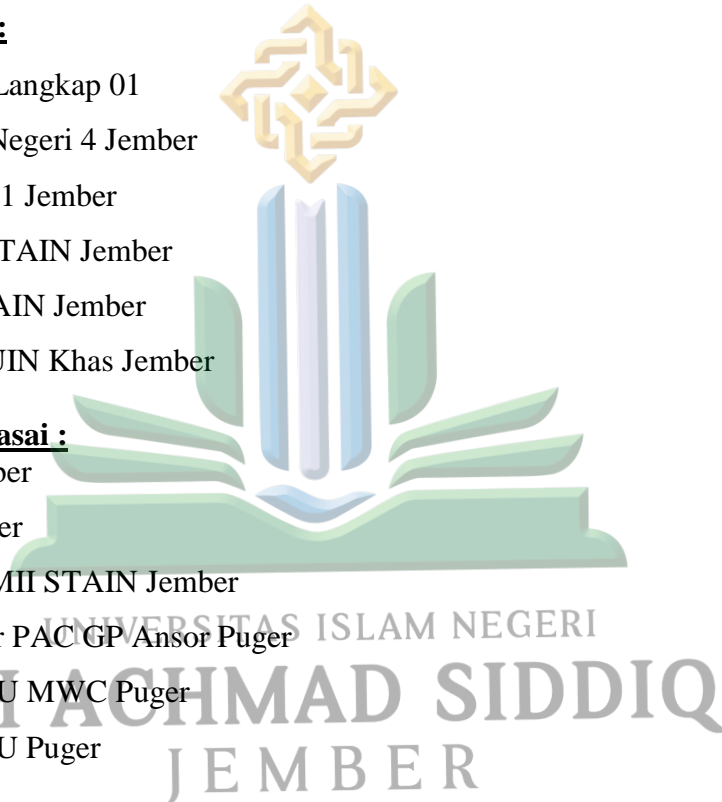 :
Langkap 01
Negeri 4 Jember
1 Jember
TAIN Jember
AIN Jember
UIN Khas Jember
asai :
ber
er
MII STAIN Jember
r PAC GP Ansor Puger
UNIVERSITAS ISLAM NEGERI
U MWC Puger
I ACHMAD SIDDIQ
U Puger
JEMBER